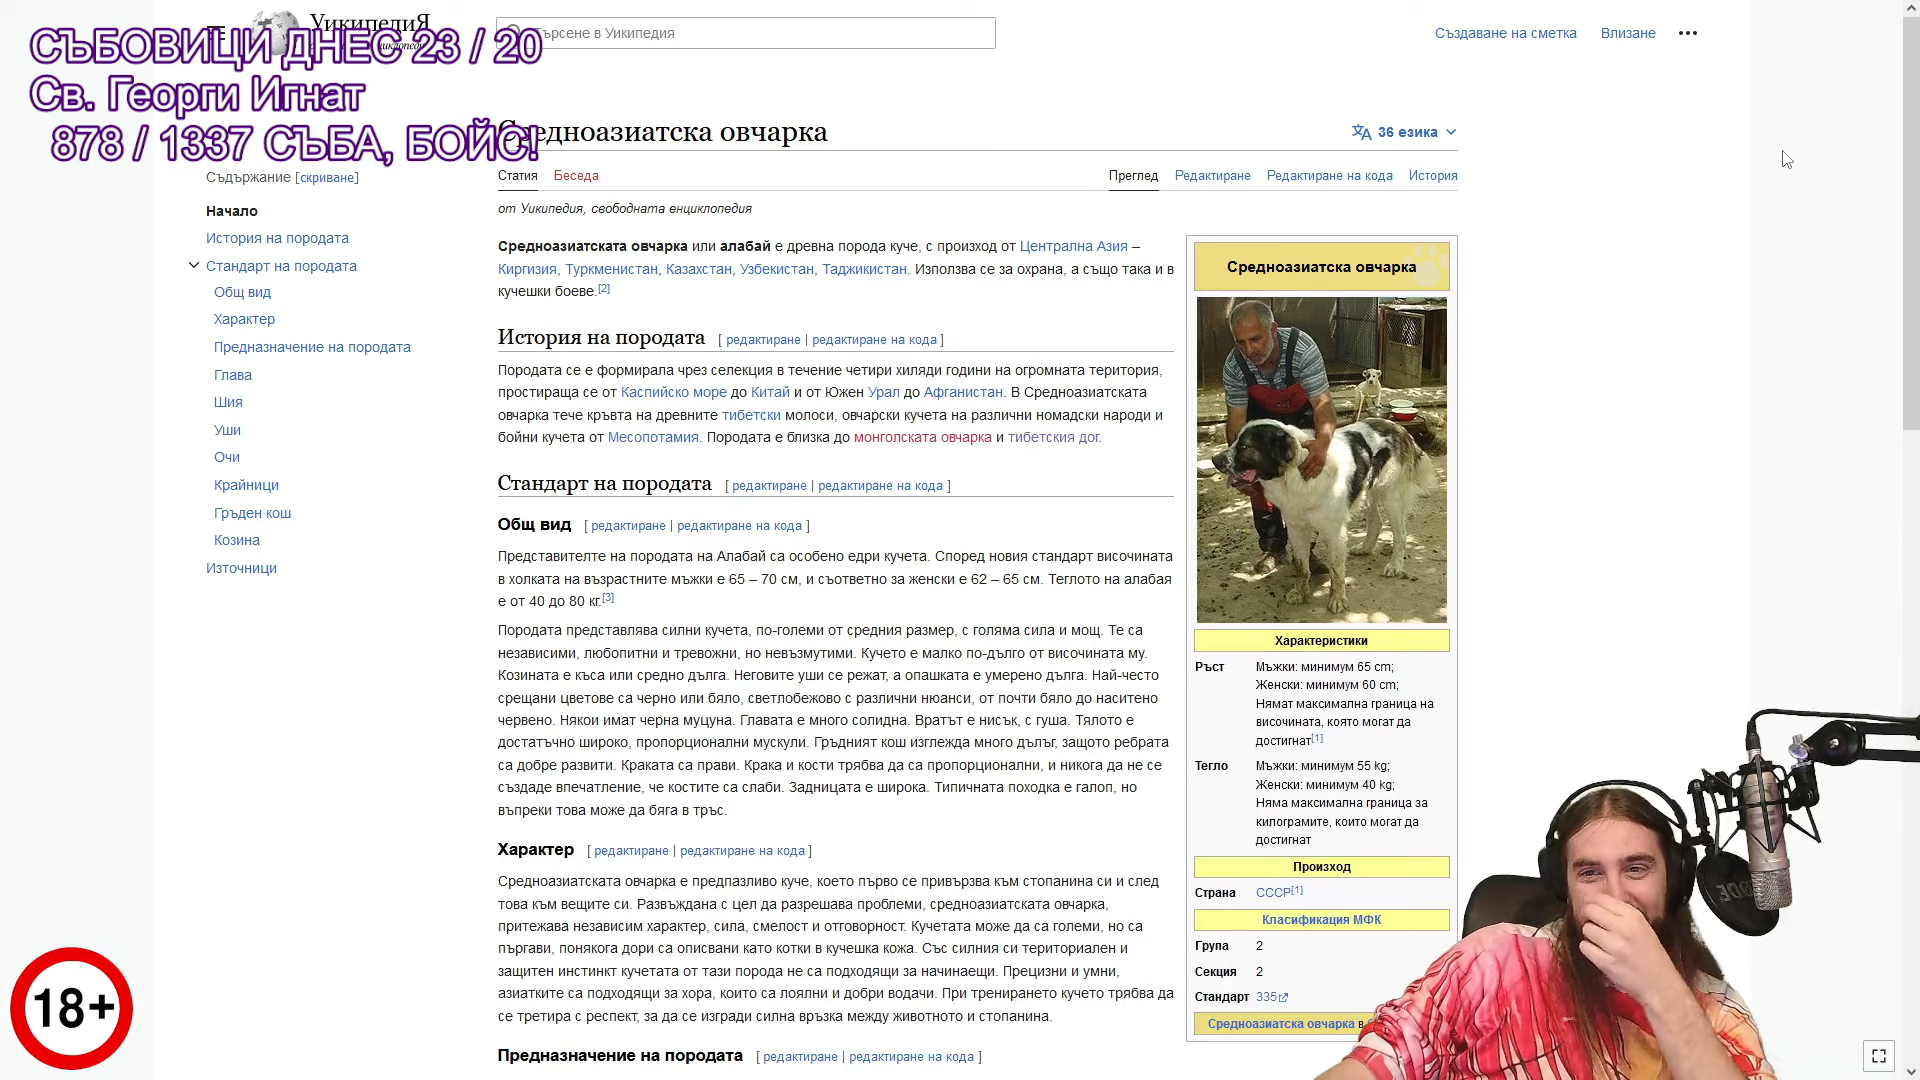 СЪБОВИЦИ ДНЕС 23 / 20
Св. Георги Игнат
878 / 1337 СЪБА, БОЙС!
УикипедиЯ
Търсене в Уикипедия
Създаване на сметка
Влизане
Средноазиатска овчарка
36 езика
Статия
Беседа
Преглед
Редактиране
Редактиране на кода
История
от Уикипедия, свободната енциклопедия
Съдържание [скриване]
Начало
История на породата
Стандарт на породата
Общ вид
Характер
Предназначение на породата
Глава
Шия
Уши
Очи
Крайници
Гръден кош
Козина
Източници
Средноазиатската овчарка или алабай е древна порода куче, с произход от Централна Азия –
Киргизия, Туркменистан, Казахстан, Узбекистан, Таджикистан. Използва се за охрана, а също така и в
кучешки боеве.[2]
История на породата [ редактиране | редактиране на кода ]
Породата се е формирала чрез селекция в течение четири хиляди години на огромната територия,
простираща се от Каспийско море до Китай и от Южен Урал до Афганистан. В Средноазиатската
овчарка тече кръвта на древните тибетски молоси, овчарски кучета на различни номадски народи и
бойни кучета от Месопотамия. Породата е близка до монголската овчарка и тибетския дог.
Стандарт на породата [ редактиране | редактиране на кода ]
Общ вид [ редактиране | редактиране на кода ]
Представителте на породата на Алабай са особено едри кучета. Според новия стандарт височината
в холката на възрастните мъжки е 65 – 70 см, и съответно за женски е 62 – 65 см. Теглото на алабая
е от 40 до 80 кг.[3]
Породата представлява силни кучета, по-големи от средния размер, с голяма сила и мощ. Те са
независими, любопитни и тревожни, но невъзмутими. Кучето е малко по-дълго от височината му.
Козината е къса или средно дълга. Неговите уши се режат, а опашката е умерено дълга. Най-често
срещани цветове са черно или бяло, светлобежово с различни нюанси, от почти бяло до наситено
червено. Някои имат черна муцуна. Главата е много солидна. Вратът е нисък, с гуша. Тялото е
достатъчно широко, пропорционални мускули. Гръдният кош изглежда много дълъг, защото ребрата
са добре развити. Краката са прави. Крака и кости трябва да са пропорционални, и никога да не се
създаде впечатление, че костите са слаби. Задницата е широка. Типичната походка е галоп, но
въпреки това може да бяга в тръс.
Характер [ редактиране | редактиране на кода ]
Средноазиатската овчарка е предпазливо куче, което първо се привързва към стопанина си и след
това към вещите си. Развъждана с цел да разрешава проблеми, средноазиатската овчарка,
притежава независим характер, сила, смелост и отговорност. Кучетата може да са големи, но са
пъргави, понякога дори са описвани като котки в кучешка кожа. Със силния си териториален и
защитен инстинкт кучетата от тази порода не са подходящи за начинаещи. Прецизни и умни,
азиатките са подходящи за хора, които са лоялни и добри водачи. При тренирането кучето трябва да
се третира с респект, за да се изгради силна връзка между животното и стопанина.
Предназначение на породата [ редактиране | редактиране на кода ]
Средноазиатска овчарка
Характеристики
Ръст Мъжки: минимум 65 cm;
Женски: минимум 60 cm;
Нямат максимална граница на
височината, която могат да
достигнат[1]
Тегло Мъжки: минимум 55 kg;
Женски: минимум 40 kg;
Няма максимална граница за
килограмите, които могат да
достигнат
Произход
Страна СССР[1]
Класификация МФК
Група 2
Секция 2
Стандарт 335
Средноазиатска овчарка в
18+